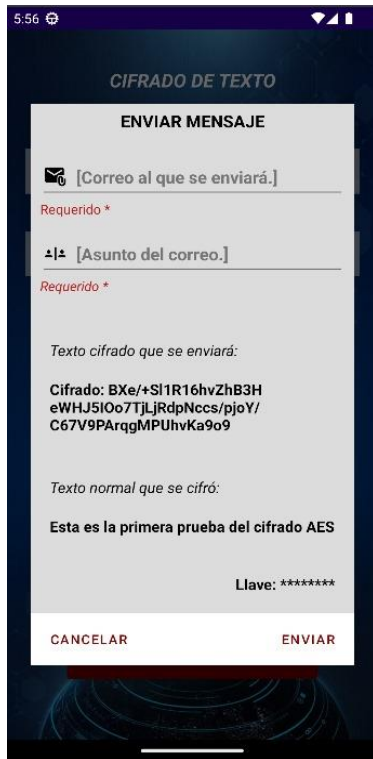 5:56
CIFRADO DE TEXTO
ENVIAR MENSAJE
[Correo al que se enviará.]
Requerido *
[Asunto del correo.]
Requerido *
Texto cifrado que se enviará:
Cifrado: BXe/+Sl1R16hvZhB3H
eWHJ5IOo7TjLjRdpNccs/pjoY/
C67V9PArqgMPUhvKa9o9
Texto normal que se cifró:
Esta es la primera prueba del cifrado AES
Llave: ********
CANCELAR
ENVIAR